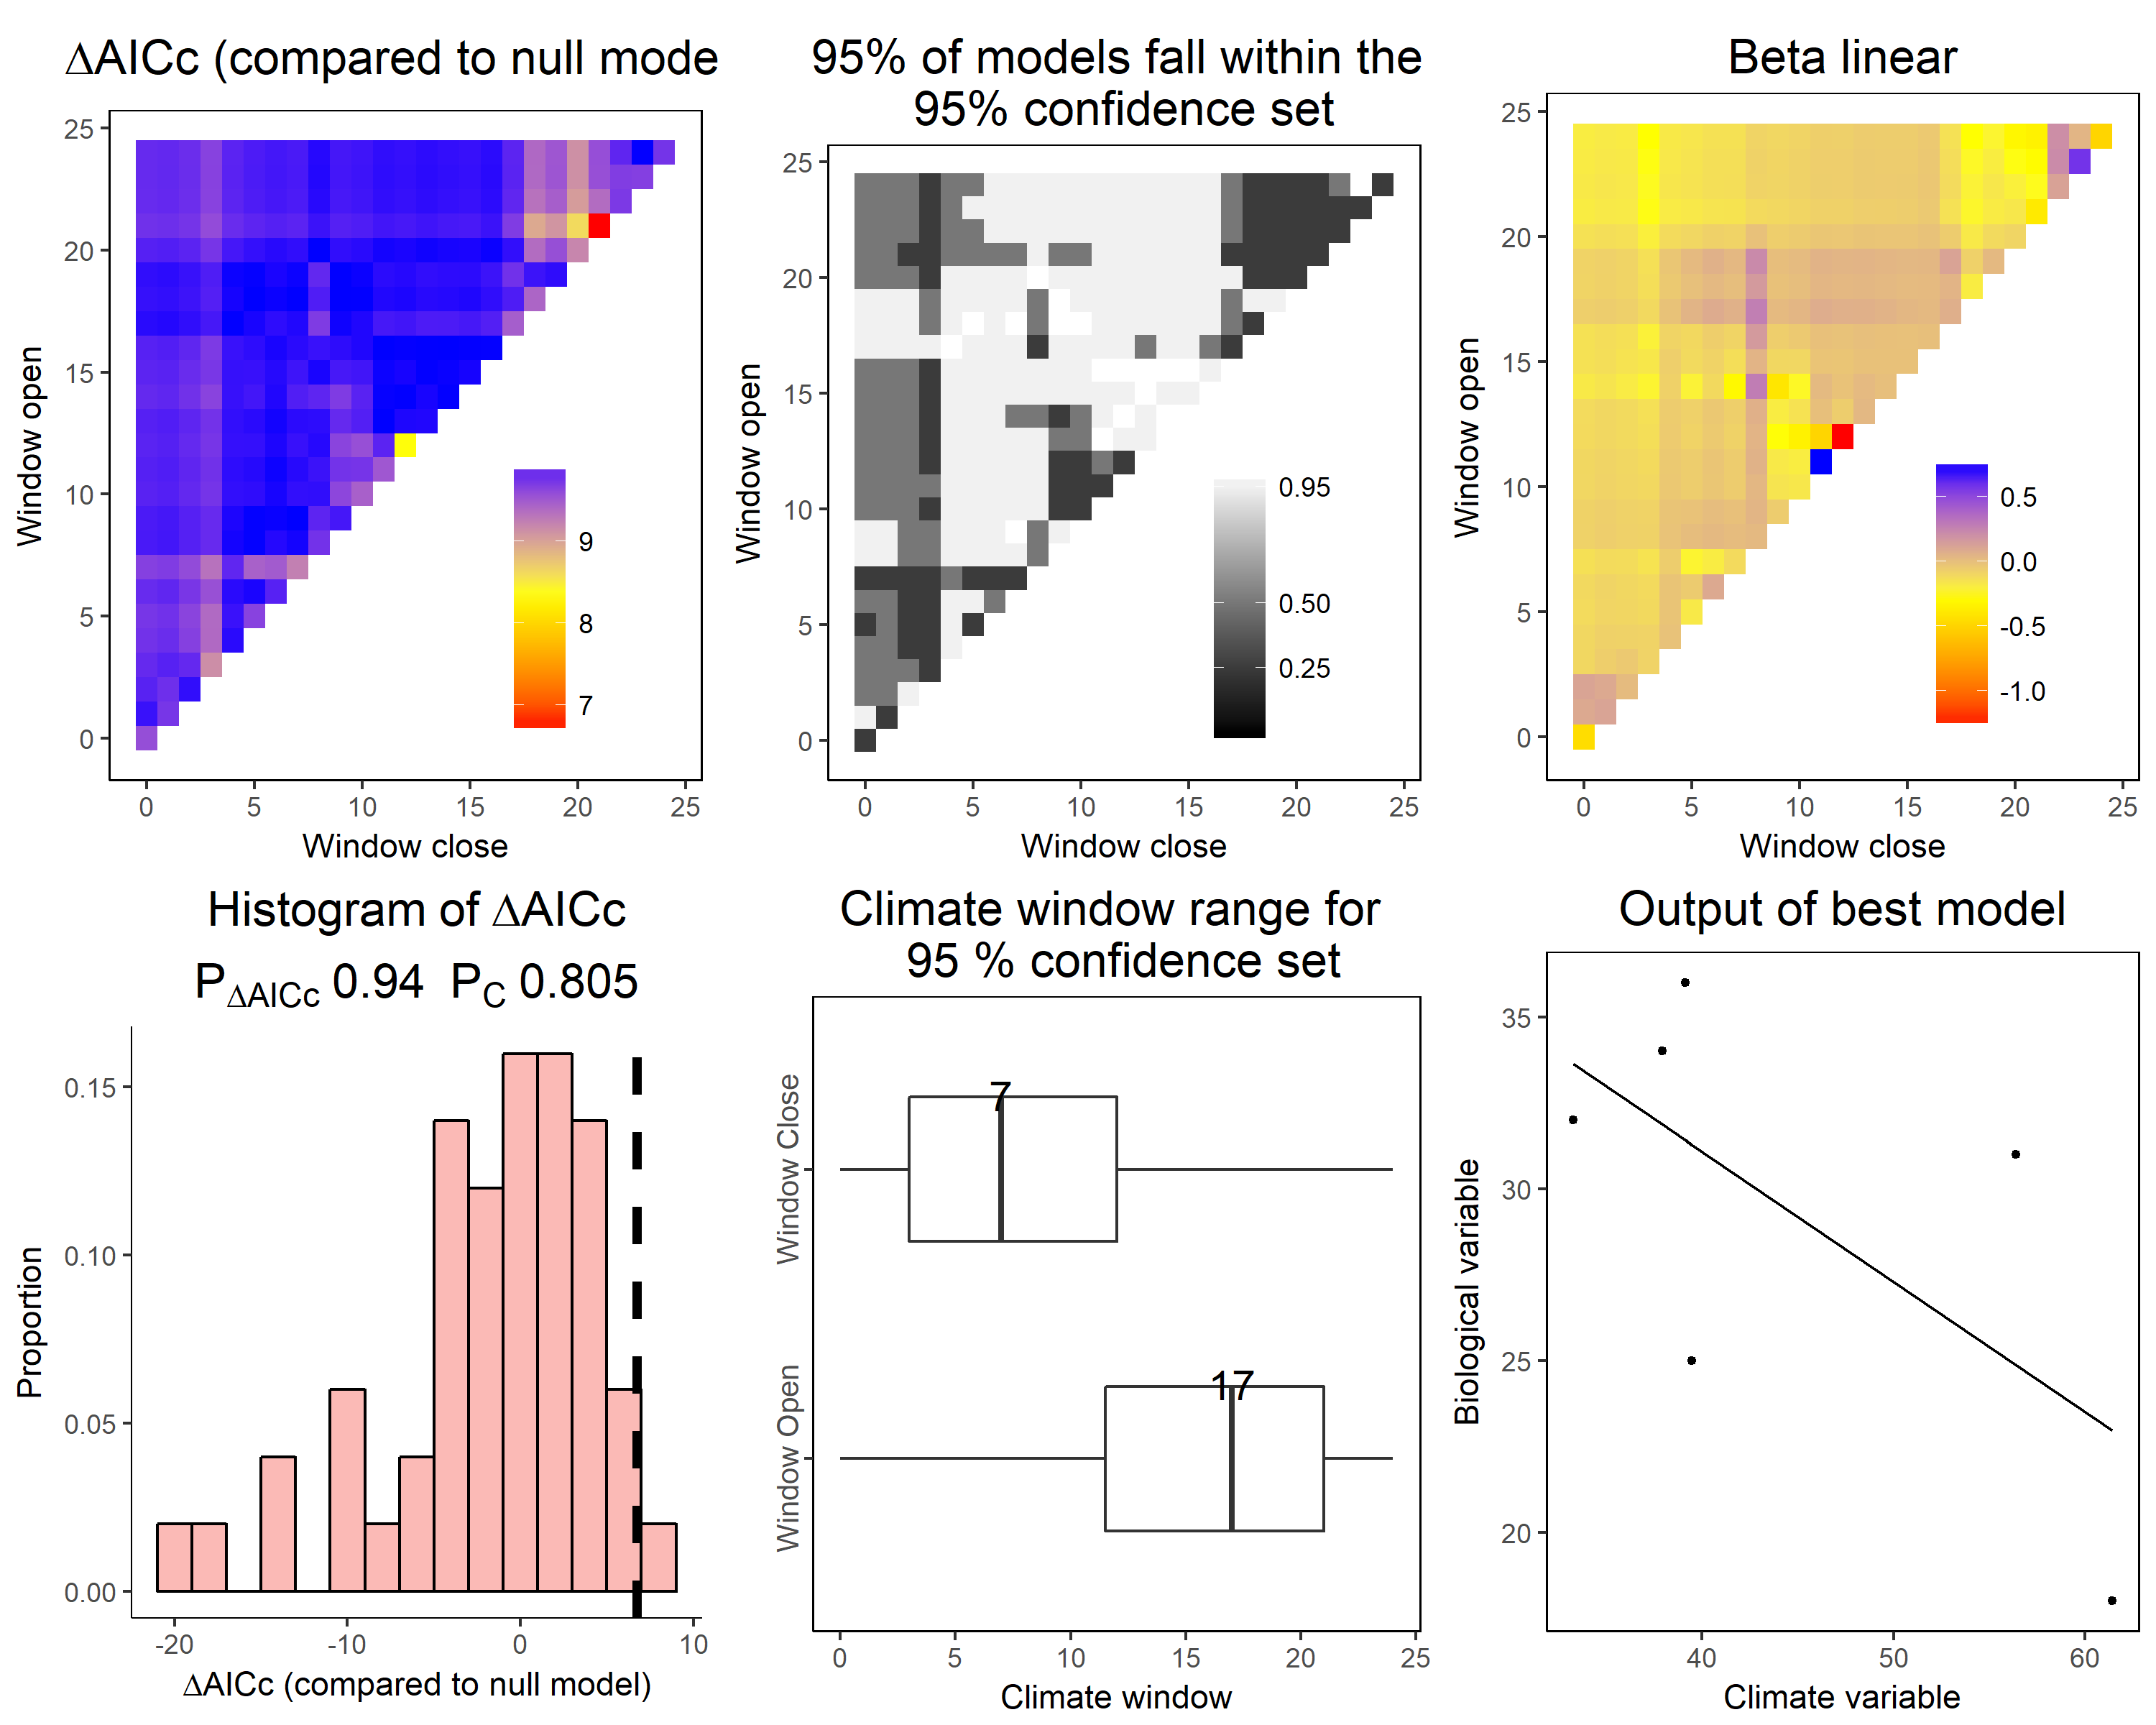 ΔAICc (compared to null mode
25
20
15
10
5
0
Window open
9
8
7
0 5 10 15 20 25
Window close
95% of models fall within the
95% confidence set
25
20
15
10
5
0
Window open
0.95
0.50
0.25
0 5 10 15 20 25
Window close
Beta linear
25
20
15
10
5
0
Window open
0.5
0.0
-0.5
-1.0
0 5 10 15 20 25
Window close
Histogram of ΔAICc
PΔAICc 0.94 PC 0.805
0.15
0.10
0.05
0.00
Proportion
-20 -10 0 10
ΔAICc (compared to null model)
Climate window range for
95 % confidence set
Window Close
7
Window Open
17
0 5 10 15 20 25
Climate window
Output of best model
35
30
25
20
Biological variable
40 50 60
Climate variable